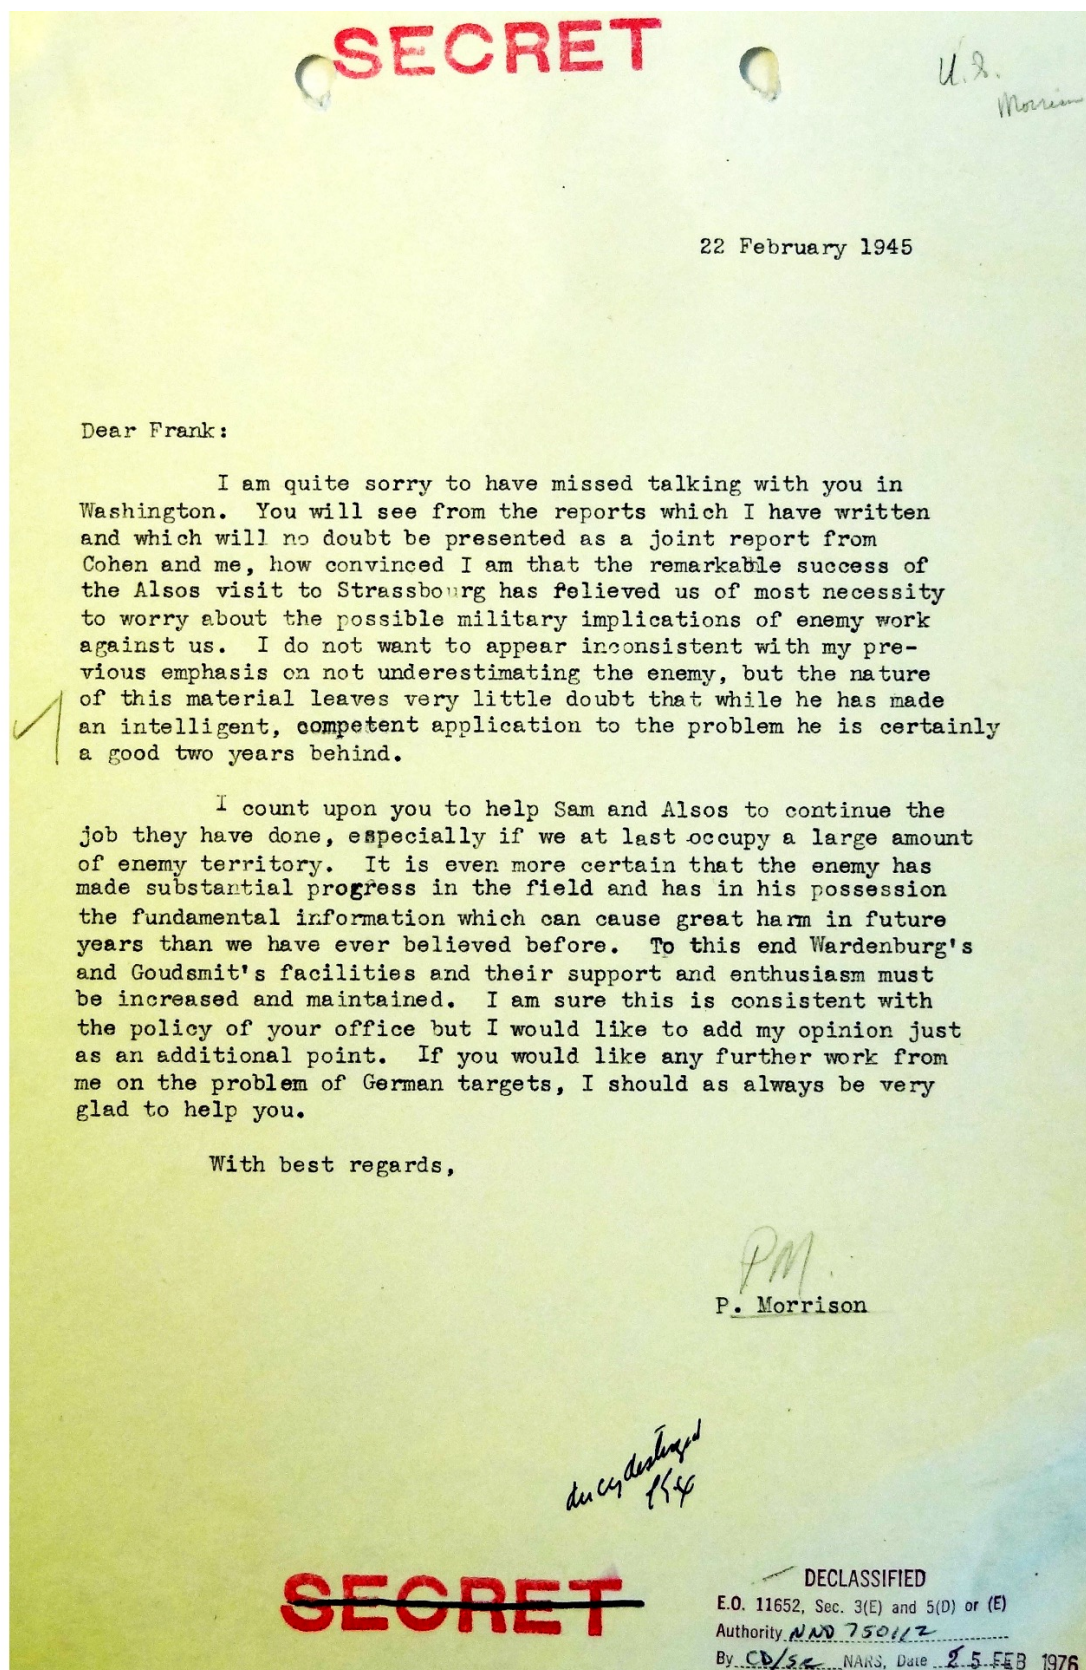 SECRET
U.S.
22 February 1945
Dear Frank:
I am quite sorry to have missed talking with you in
Washington. You will see from the reports which I have written
and which will no doubt be presented as a joint report from
Cohen and me, how convinced I am that the remarkable success of
the Alsos visit to Strassbourg has relieved us of most necessity
to worry about the possible military implications of enemy work
against us. I do not want to appear inconsistent with my pre-
vious emphasis on not underestimating the enemy, but the nature
of this material leaves very little doubt that while he has made
an intelligent, competent application to the problem he is certainly
a good two years behind.
I count upon you to help Sam and Alsos to continue the
job they have done, especially if we at last occupy a large amount
of enemy territory. It is even more certain that the enemy has
made substantial progress in the field and has in his possession
the fundamental information which can cause great harm in future
years than we have ever believed before. To this end Wardenburg's
and Goudsmit's facilities and their support and enthusiasm must
be increased and maintained. I am sure this is consistent with
the policy of your office but I would like to add my opinion just
as an additional point. If you would like any further work from
me on the problem of German targets, I should as always be very
glad to help you.
With best regards,
PM.
P. Morrison
destroyed
SECRET
DECLASSIFIED
E.O. 11652, Sec. 3(E) and 5(D) or (E)
Authority NND 750112
By CD/SR NARS, Date 25 FEB 1976